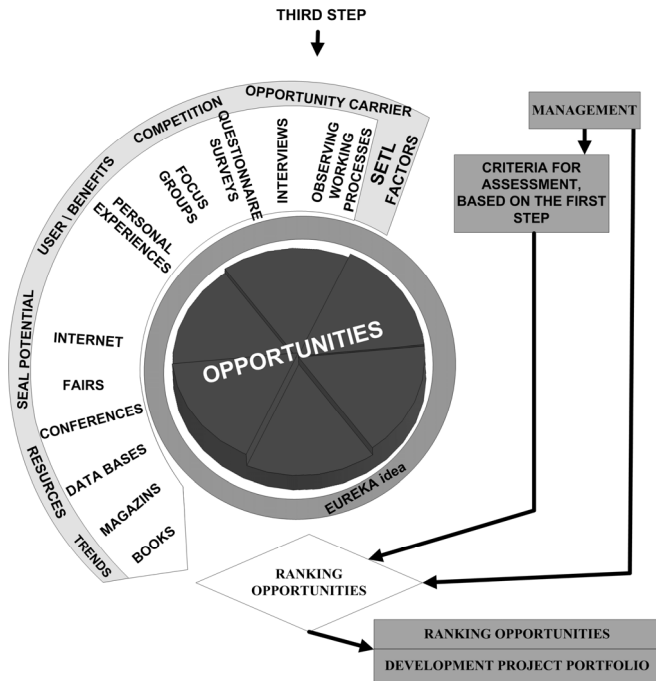 THIRD STEP
OPPORTUNITY CARRIER
COMPETITION
USER | BENEFITS
SEAL POTENTIAL
RESURCES
TRENDS
SETL
FACTORS
OBSERVING
WORKING
PROCESSES
INTERVIEWS
QUESTIONNAIRE
SURVEYS
FOCUS
GROUPS
PERSONAL
EXPERIENCES
INTERNET
FAIRS
CONFERENCES
DATA BASES
MAGAZINS
BOOKS
OPPORTUNITIES
EUREKA idea
MANAGEMENT
CRITERIA FOR
ASSESSMENT,
BASED ON THE FIRST
STEP
RANKING
OPPORTUNITIES
RANKING OPPORTUNITIES
DEVELOPMENT PROJECT PORTFOLIO